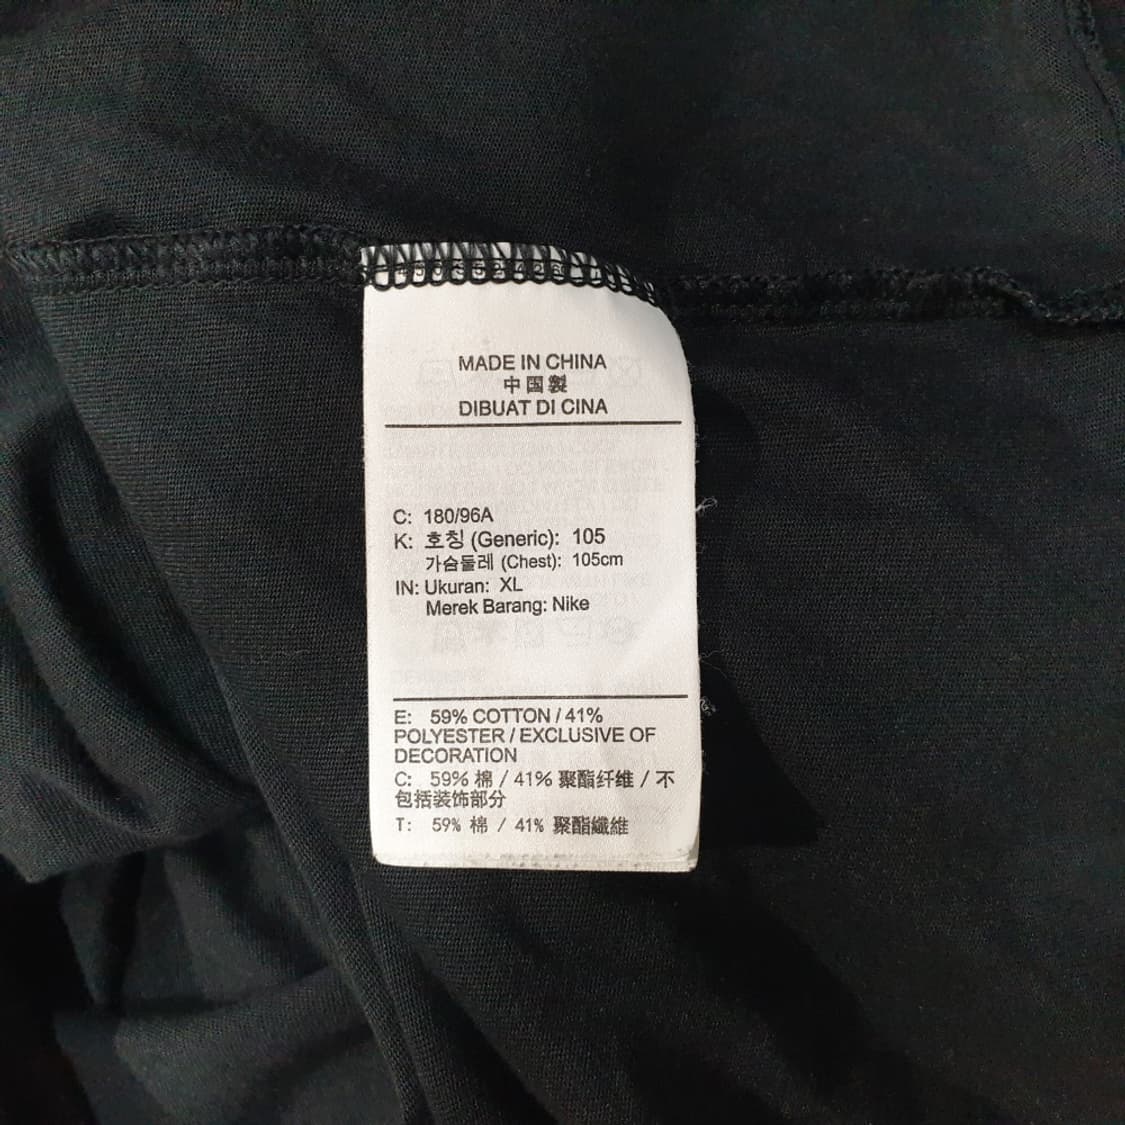 MADE IN CHINA
中国製
DIBUAT DI CINA
C: 180/96A
K: 호칭 (Generic): 105
가슴둘레 (Chest): 105cm
IN: Ukuran: XL
Merek Barang: Nike
E: 59% COTTON / 41%
POLYESTER / EXCLUSIVE OF
DECORATION
C: 59% 棉 / 41% 聚酯纤维 / 不
包括装饰部分
T: 59% 棉 / 41% 聚酯纖維